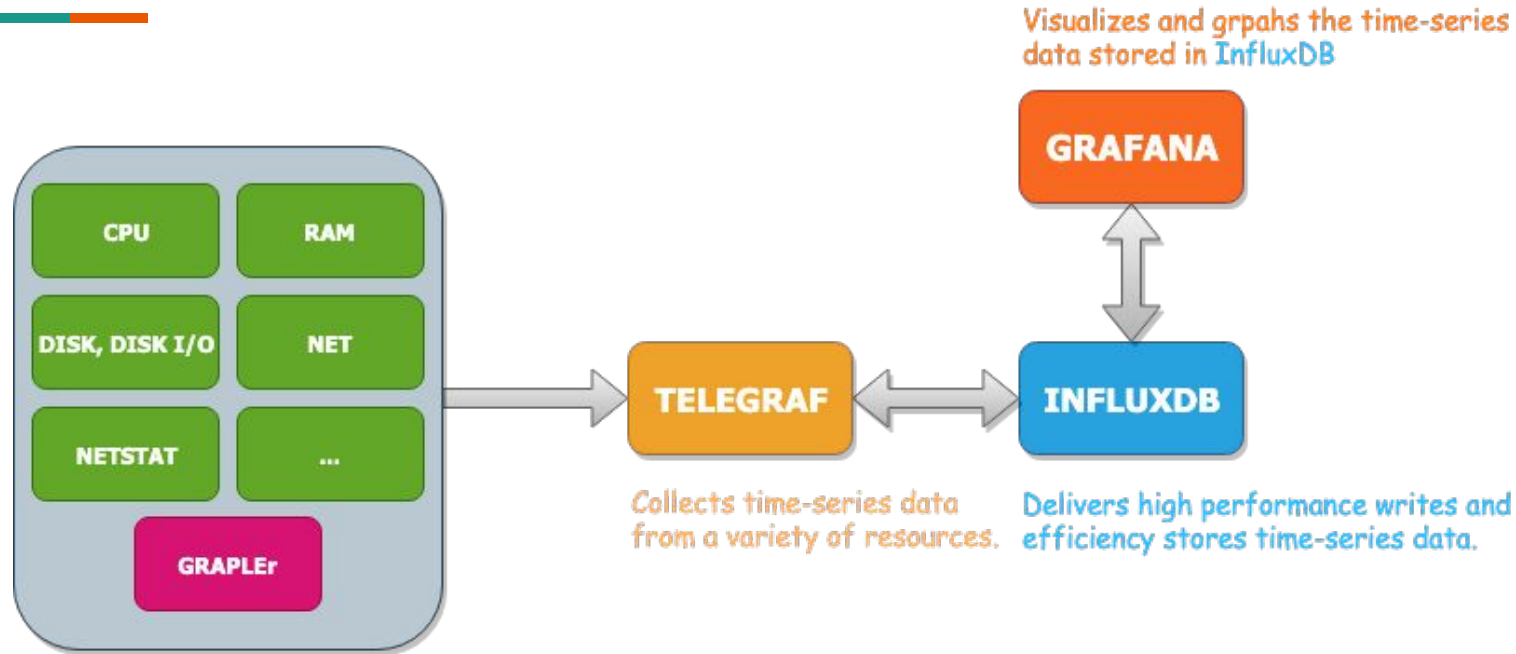 Visualizes and grpahs the time-series
data stored in InfluxDB
GRAFANA
CPU
RAM
DISK, DISK I/O
NET
NETSTAT
...
GRAPLEr
TELEGRAF
INFLUXDB
Collects time-series data
from a variety of resources.
Delivers high performance writes and
efficiency stores time-series data.